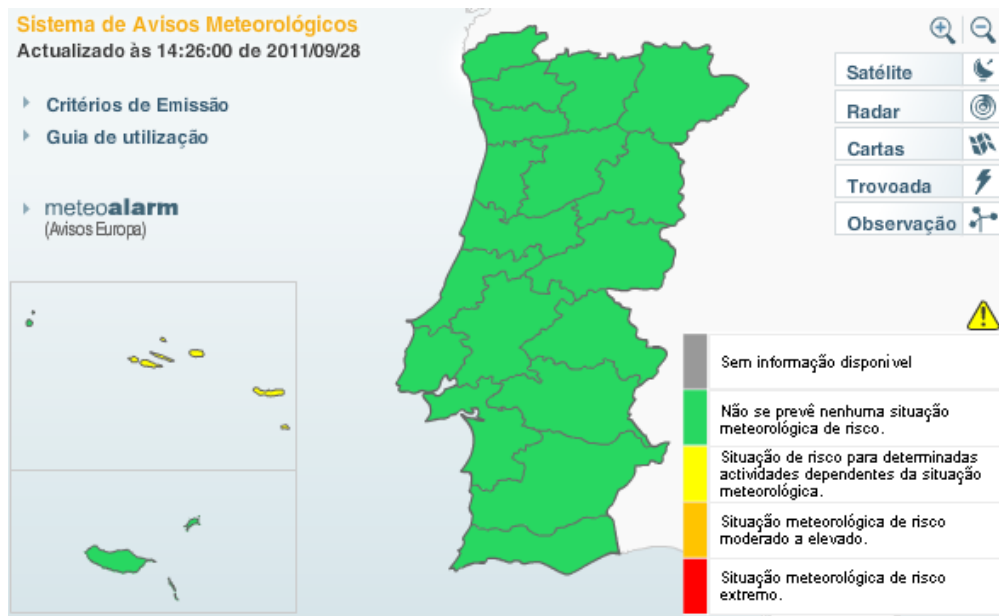 Sistema de Avisos Meteorológicos
Actualizado às 14:26:00 de 2011/09/28
Critérios de Emissão
Guia de utilização
meteoalarm
(Avisos Europa)
Satélite
Radar
Cartas
Trovoada
Observação
Sem informação disponivel
Não se prevê nenhuma situação
meteorológica de risco.
Situação de risco para determinadas
actividades dependentes da situação
meteorológica.
Situação meteorológica de risco
moderado a elevado.
Situação meteorológica de risco
extremo.